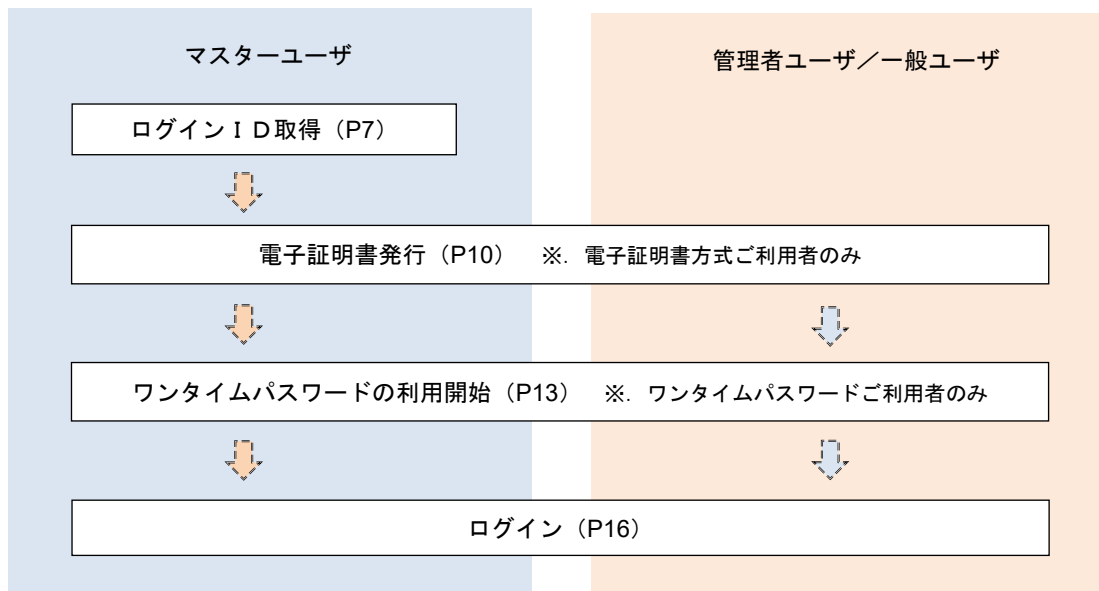 マスターユーザ
管理者ユーザ／一般ユーザ
ログインＩＤ取得（P7）
電子証明書発行（P10）　※．電子証明書方式ご利用者のみ
ワンタイムパスワードの利用開始（P13）　※．ワンタイムパスワードご利用者のみ
ログイン（P16）